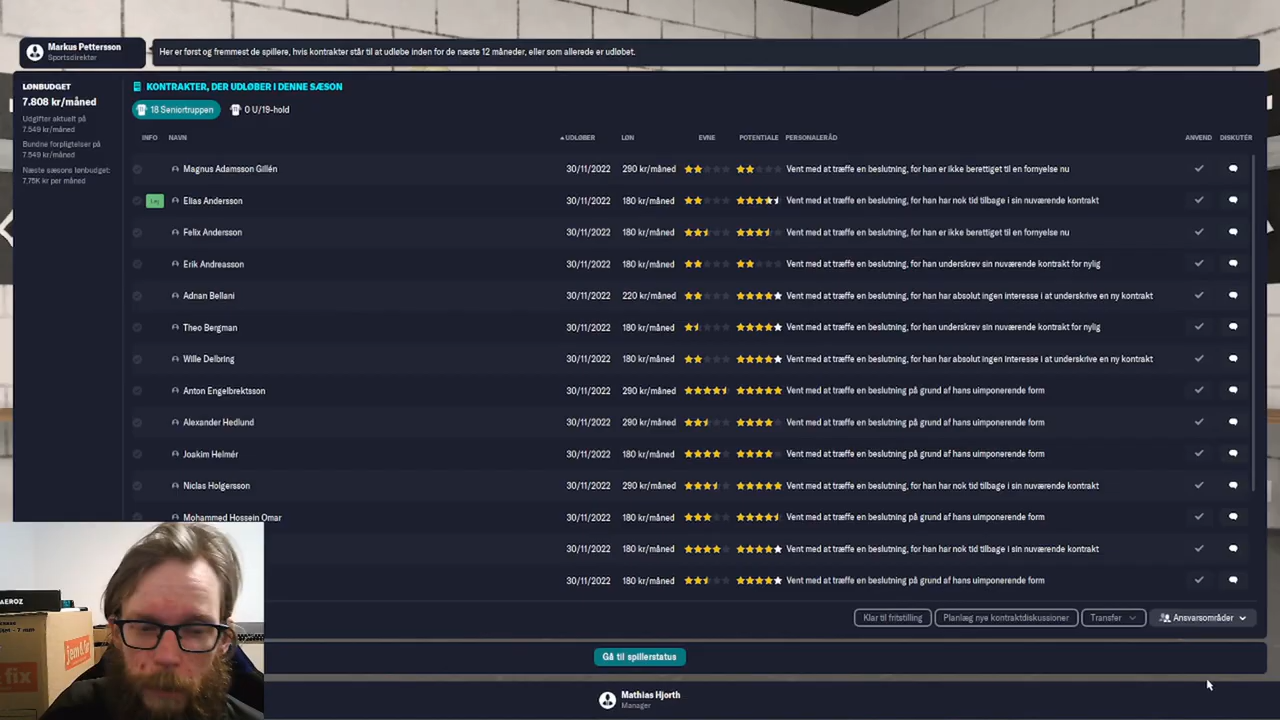 Markus Pettersson
Sportsdirektør
Her er først og fremmest de spillere, hvis kontrakter står til at udløbe inden for de næste 12 måneder, eller som allerede er udløbet.
LØNBUDGET
7.808 kr/måned
Udgifter aktuelt på
7.549 kr/måned
Bundne forpligtelser på
7.549 kr/måned
Næste sæsons lønbudget:
7,75K kr per måned
KONTRAKTER, DER UDLØBER I DENNE SÆSON
18 Seniortruppen 0 U/19-hold
INFO NAVN UDLØBER LØN EVNE POTENTIALE PERSONALERÅD ANVEND DISKUTÉR
Magnus Adamsson Gillén 30/11/2022 290 kr/måned Vent med at træffe en beslutning, for han er ikke berettiget til en fornyelse nu
Lej Elias Andersson 30/11/2022 180 kr/måned Vent med at træffe en beslutning, for han har nok tid tilbage i sin nuværende kontrakt
Felix Andersson 30/11/2022 180 kr/måned Vent med at træffe en beslutning, for han er ikke berettiget til en fornyelse nu
Erik Andreasson 30/11/2022 180 kr/måned Vent med at træffe en beslutning, for han underskrev sin nuværende kontrakt for nylig
Adnan Bellani 30/11/2022 220 kr/måned Vent med at træffe en beslutning, for han har absolut ingen interesse i at underskrive en ny kontrakt
Theo Bergman 30/11/2022 180 kr/måned Vent med at træffe en beslutning, for han underskrev sin nuværende kontrakt for nylig
Wille Delbring 30/11/2022 180 kr/måned Vent med at træffe en beslutning, for han har absolut ingen interesse i at underskrive en ny kontrakt
Anton Engelbrektsson 30/11/2022 290 kr/måned Vent med at træffe en beslutning på grund af hans uimponerende form
Alexander Hedlund 30/11/2022 290 kr/måned Vent med at træffe en beslutning på grund af hans uimponerende form
Joakim Helmér 30/11/2022 180 kr/måned Vent med at træffe en beslutning på grund af hans uimponerende form
Niclas Holgersson 30/11/2022 290 kr/måned Vent med at træffe en beslutning, for han har nok tid tilbage i sin nuværende kontrakt
Mohammed Hossein Omar 30/11/2022 180 kr/måned Vent med at træffe en beslutning på grund af hans uimponerende form
30/11/2022 180 kr/måned Vent med at træffe en beslutning, for han har nok tid tilbage i sin nuværende kontrakt
30/11/2022 180 kr/måned Vent med at træffe en beslutning på grund af hans uimponerende form
Klar til fritstilling Planlæg nye kontraktdiskussioner Transfer Ansvarsområder
Gå til spillerstatus
Mathias Hjorth
Manager
AEROZ
jem & fix
fix